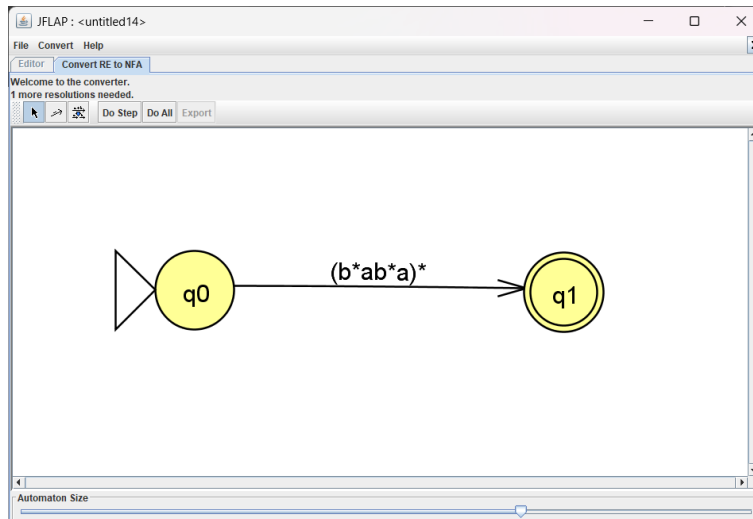 JFLAP : <untitled14>
File Convert Help
Editor Convert RE to NFA
Welcome to the converter.
1 more resolutions needed.
Do Step Do All Export
(b*ab*a)*
q0 q1
Automaton Size